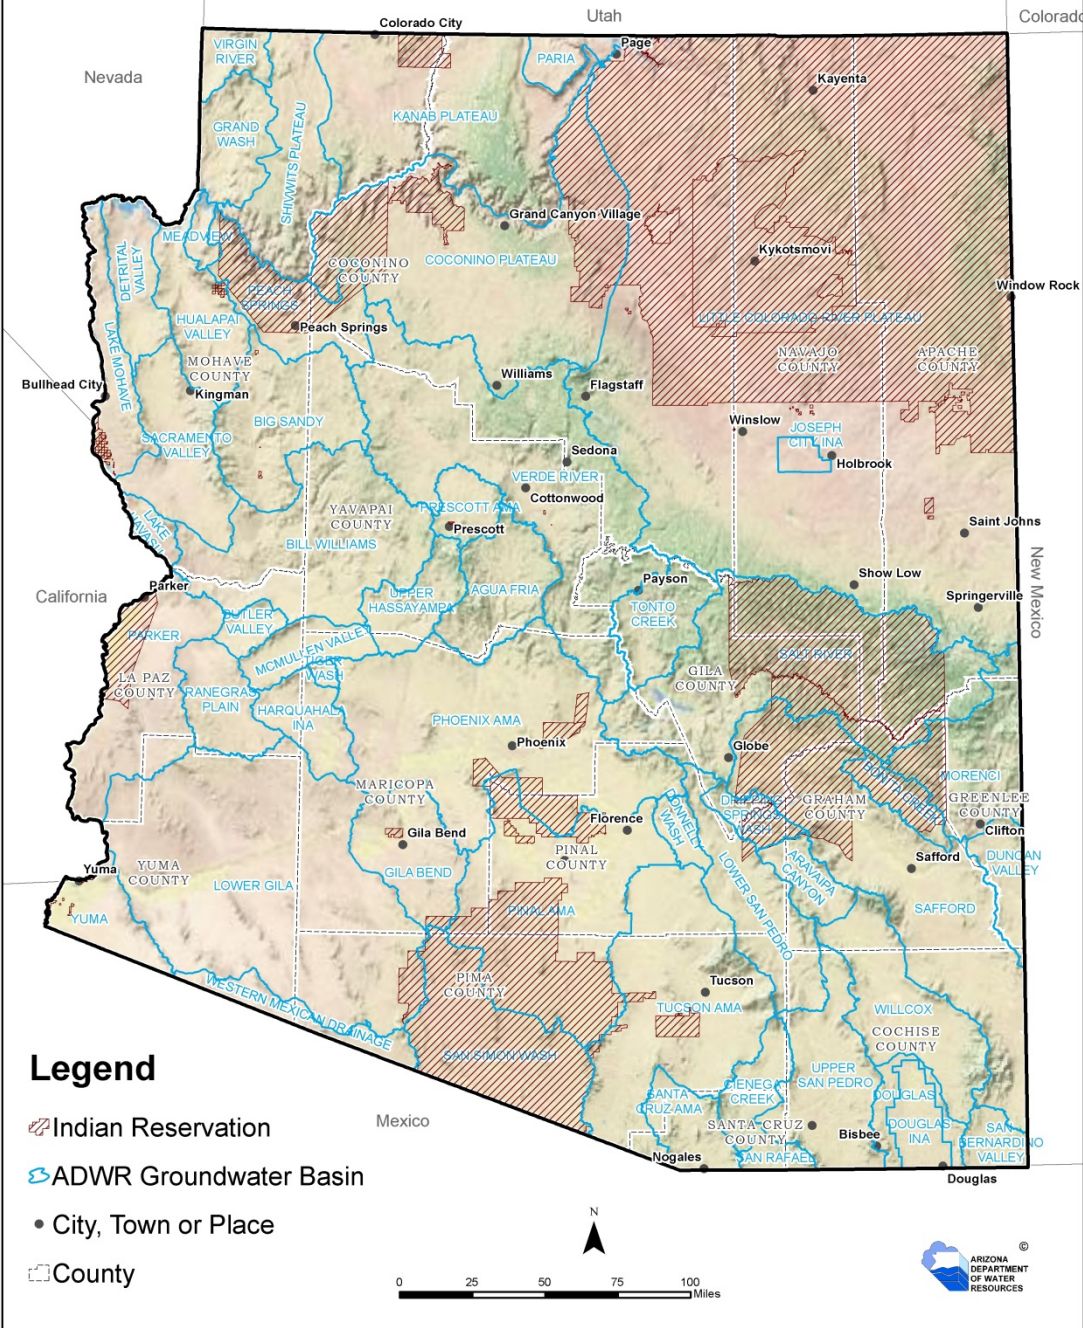 Utah
Colorado City
Colorado
VIRGIN
RIVER
PARIA
Page
Nevada
Kayenta
KANAB PLATEAU
GRAND
WASH
SHIVWITS PLATEAU
Grand Canyon Village
MEADVIEW
Kykotsmovi
DETRITAL
VALLEY
COCONINO
COUNTY
COCONINO PLATEAU
PEACH
SPRINGS
Window Rock
HUALAPAI
VALLEY
Peach Springs
LITTLE COLORADO RIVER PLATEAU
LAKE MOHAVE
MOHAVE
COUNTY
NAVAJO
COUNTY
APACHE
COUNTY
Bullhead City
Kingman
Williams
Flagstaff
BIG SANDY
Winslow
JOSEPH
CITY INA
SACRAMENTO
VALLEY
Sedona
Holbrook
VERDE RIVER
Cottonwood
PRESCOTT AMA
YAVAPAI
COUNTY
Prescott
LAKE
HAVASU
BILL WILLIAMS
Saint Johns
New Mexico
California
Parker
Payson
Show Low
Springerville
UPPER
HASSAYAMPA
AGUA FRIA
TONTO
CREEK
BUTLER
VALLEY
PARKER
MCMULLEN VALLEY
TIGER
WASH
SALT RIVER
LA PAZ
COUNTY
RANEGRAS
PLAIN
HARQUAHALA
INA
GILA
COUNTY
PHOENIX AMA
Phoenix
Globe
MARICOPA
COUNTY
BONITA CREEK
MORENCI
DRIPPING
SPRINGS
WASH
GRAHAM
COUNTY
GREENLEE
COUNTY
DONNELLY
WASH
Florence
Gila Bend
Clifton
PINAL
COUNTY
Yuma
YUMA
COUNTY
LOWER GILA
GILA BEND
LOWER SAN PEDRO
ARAVAIPA
CANYON
Safford
DUNCAN
VALLEY
YUMA
PINAL AMA
SAFFORD
WESTERN MEXICAN DRAINAGE
PIMA
COUNTY
Tucson
TUCSON AMA
WILLCOX
COCHISE
COUNTY
SAN SIMON WASH
UPPER
SAN PEDRO
CIENEGA
CREEK
SANTA
CRUZ AMA
DOUGLAS
SANTA CRUZ
COUNTY
DOUGLAS
INA
SAN
BERNARDINO
VALLEY
Bisbee
Nogales
SAN RAFAEL
Douglas
Mexico
Legend
Indian Reservation
ADWR Groundwater Basin
City, Town or Place
County
N
0 25 50 75 100
Miles
©
ARIZONA
DEPARTMENT
OF WATER
RESOURCES